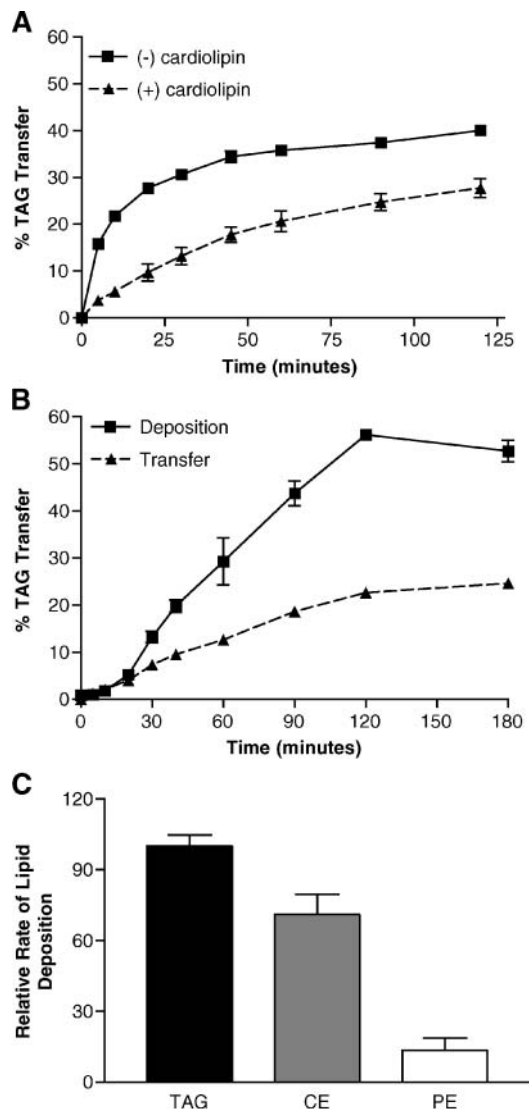 A
60
(-) cardiolipin
50
(+) cardiolipin
40
30
20
10
0
% TAG Transfer
0 25 50 75 100 125
Time (minutes)
B
60
Deposition
50
Transfer
40
30
20
10
0
% TAG Transfer
0 30 60 90 120 150 180
Time (minutes)
C
120
90
60
30
0
Relative Rate of Lipid
Deposition
TAG CE PE